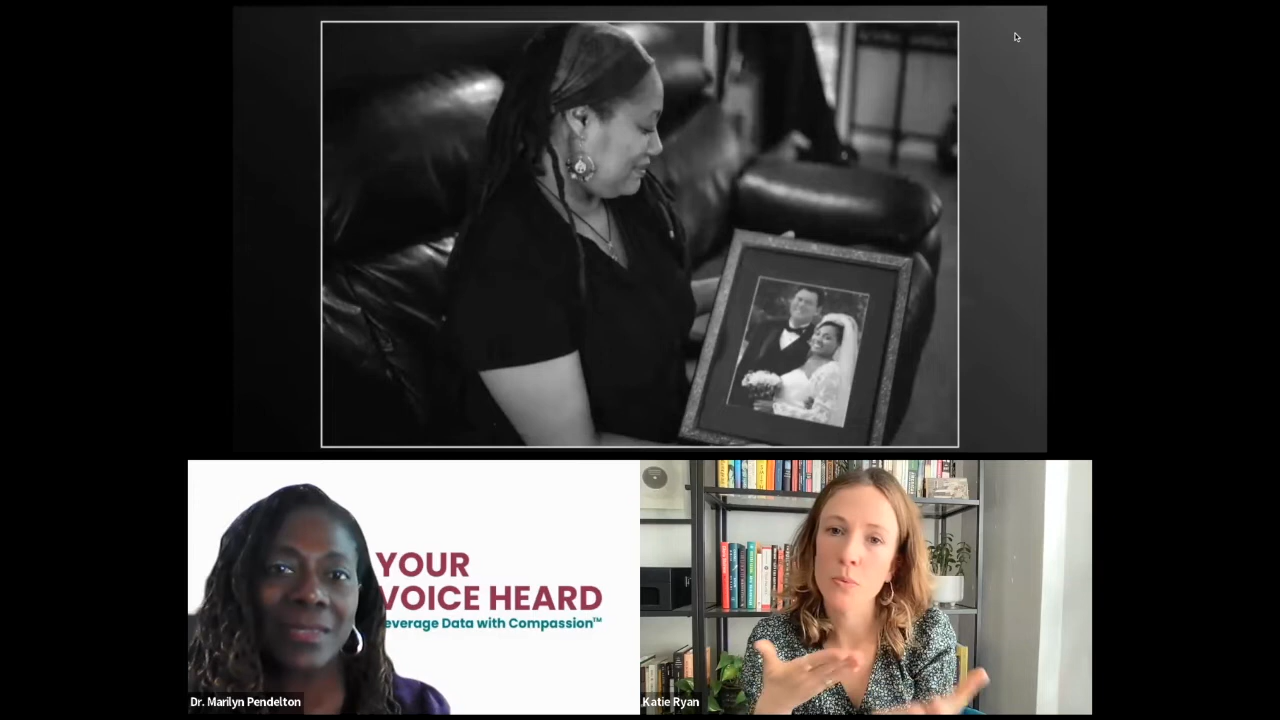 YOUR
VOICE HEARD
everage Data with Compassion™
Dr. Marilyn Pendelton
Katie Ryan